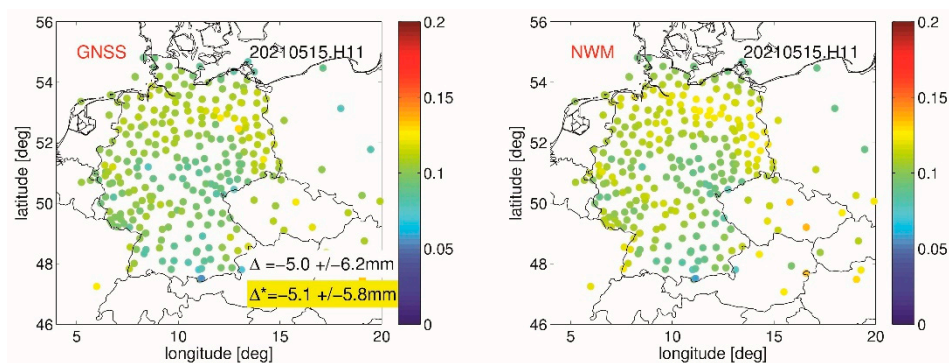 56
GNSS 20210515.H11
54
52
50
48
46
latitude [deg]
Δ =−5.0 +/−6.2mm
Δ*=−5.1 +/−5.8mm
5 10 15 20
longitude [deg]
0.2
0.15
0.1
0.05
0
56
NWM 20210515.H11
54
52
50
48
46
latitude [deg]
5 10 15 20
longitude [deg]
0.2
0.15
0.1
0.05
0